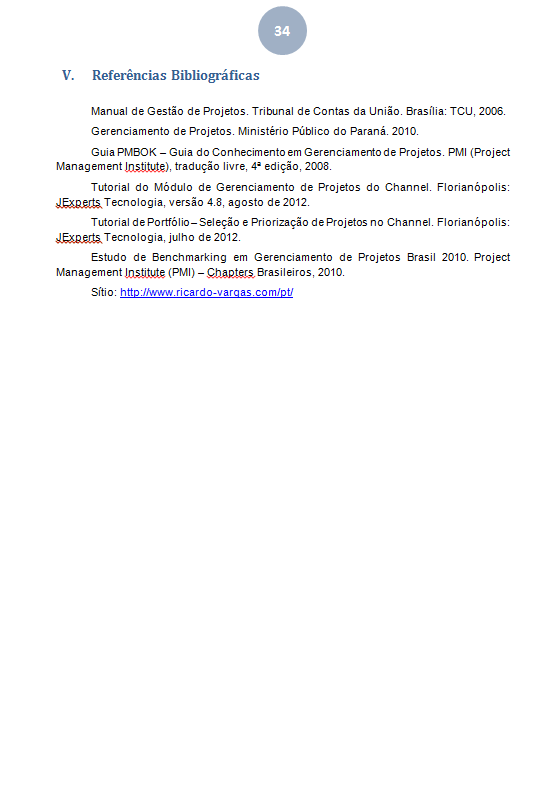 34
V. Referências Bibliográficas
Manual de Gestão de Projetos. Tribunal de Contas da União. Brasília: TCU, 2006.
Gerenciamento de Projetos. Ministério Público do Paraná. 2010.
Guia PMBOK – Guia do Conhecimento em Gerenciamento de Projetos. PMI (Project
Management Institute), tradução livre, 4ª edição, 2008.
Tutorial do Módulo de Gerenciamento de Projetos do Channel. Florianópolis:
JExperts Tecnologia, versão 4.8, agosto de 2012.
Tutorial de Portfólio – Seleção e Priorização de Projetos no Channel. Florianópolis:
JExperts Tecnologia, julho de 2012.
Estudo de Benchmarking em Gerenciamento de Projetos Brasil 2010. Project
Management Institute (PMI) – Chapters Brasileiros, 2010.
Sítio: http://www.ricardo-vargas.com/pt/